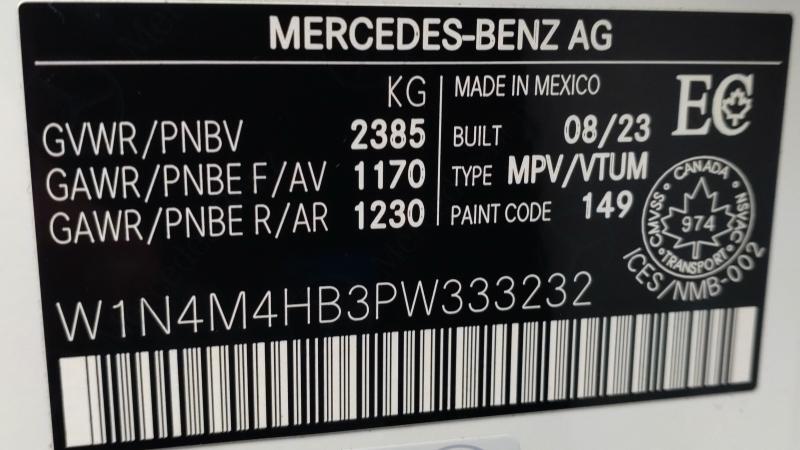 MERCEDES-BENZ AG
KG
GVWR/PNBV 2385
GAWR/PNBE F/AV 1170
GAWR/PNBE R/AR 1230
MADE IN MEXICO
BUILT 08/23
TYPE MPV/VTUM
PAINT CODE 149
EC
CANADA
CMVSS
NSVAC
974
TRANSPORT
ICES/NMB-002
W1N4M4HB3PW333232